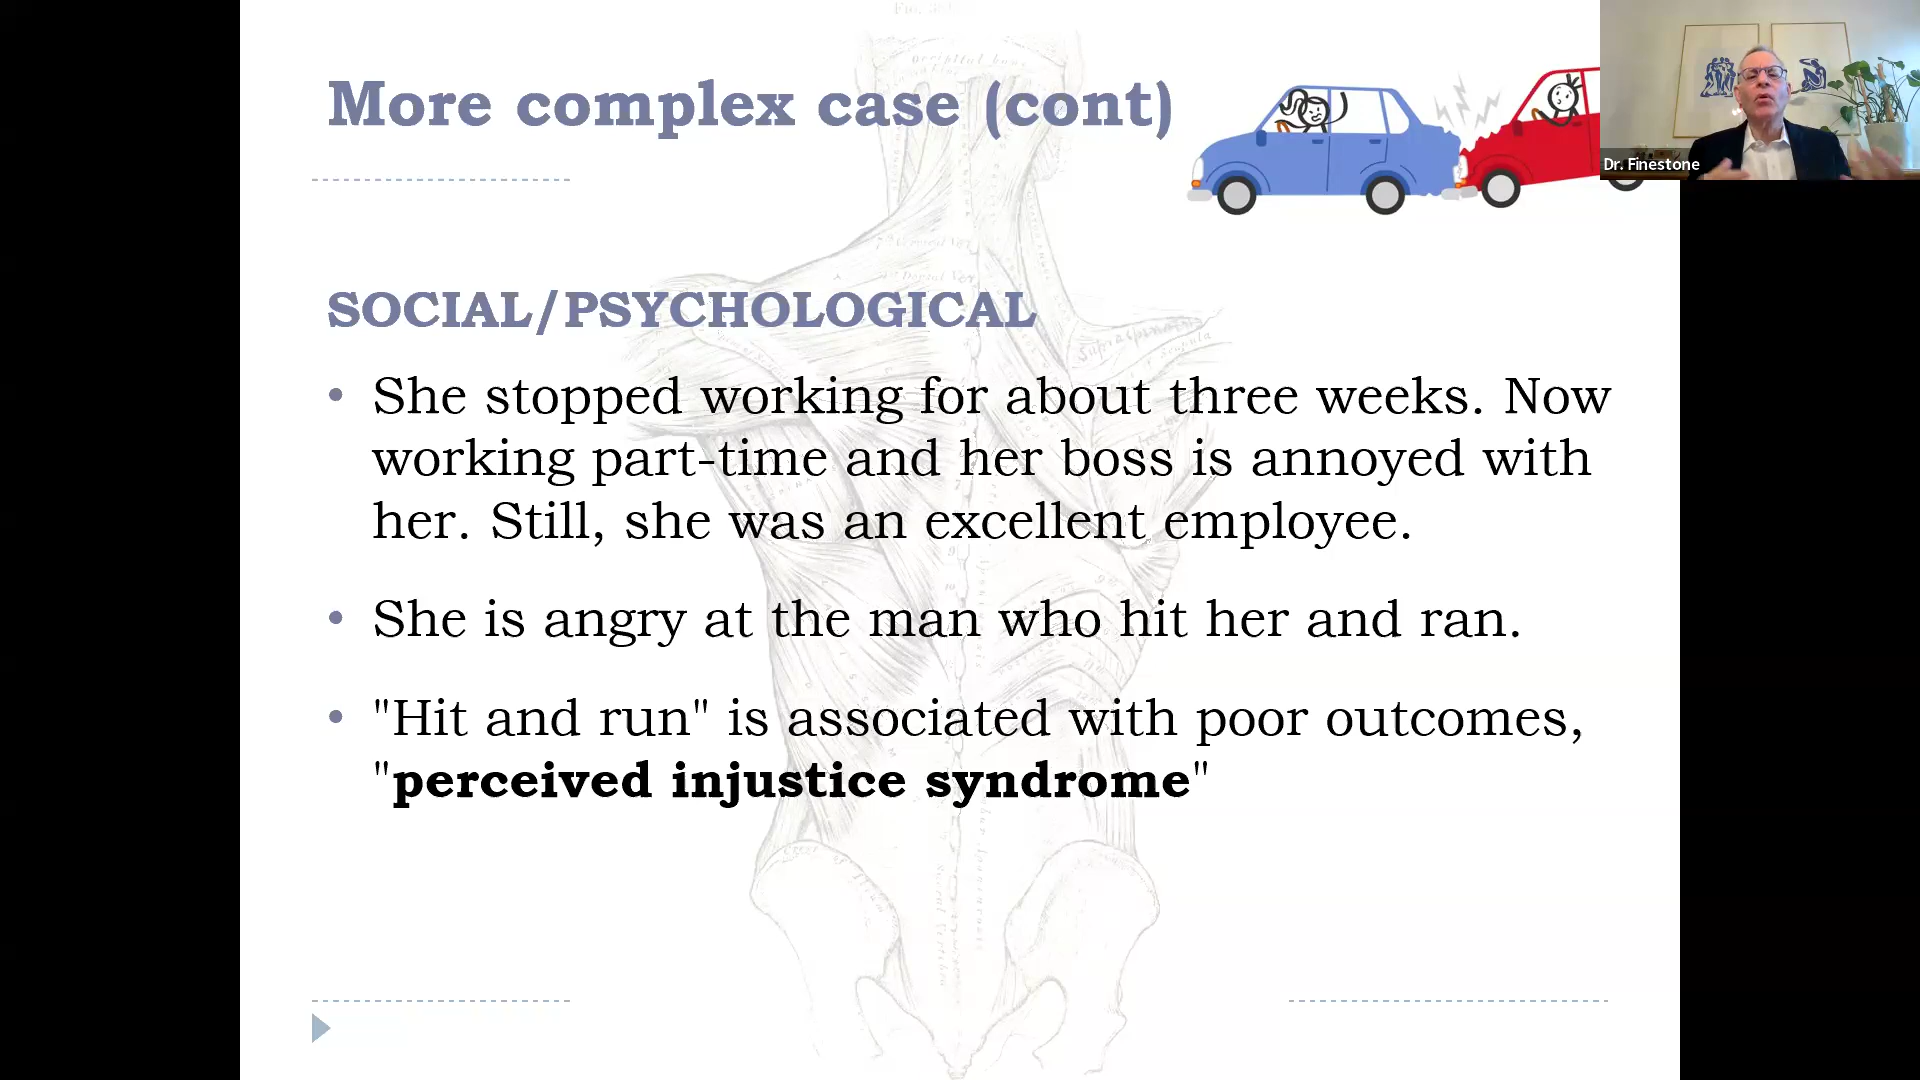 More complex case (cont)
Dr. Finestone
Occipital bone
SOCIAL/PSYCHOLOGICAL
• She stopped working for about three weeks. Now
working part-time and her boss is annoyed with
her. Still, she was an excellent employee.
• She is angry at the man who hit her and ran.
• "Hit and run" is associated with poor outcomes,
"perceived injustice syndrome"